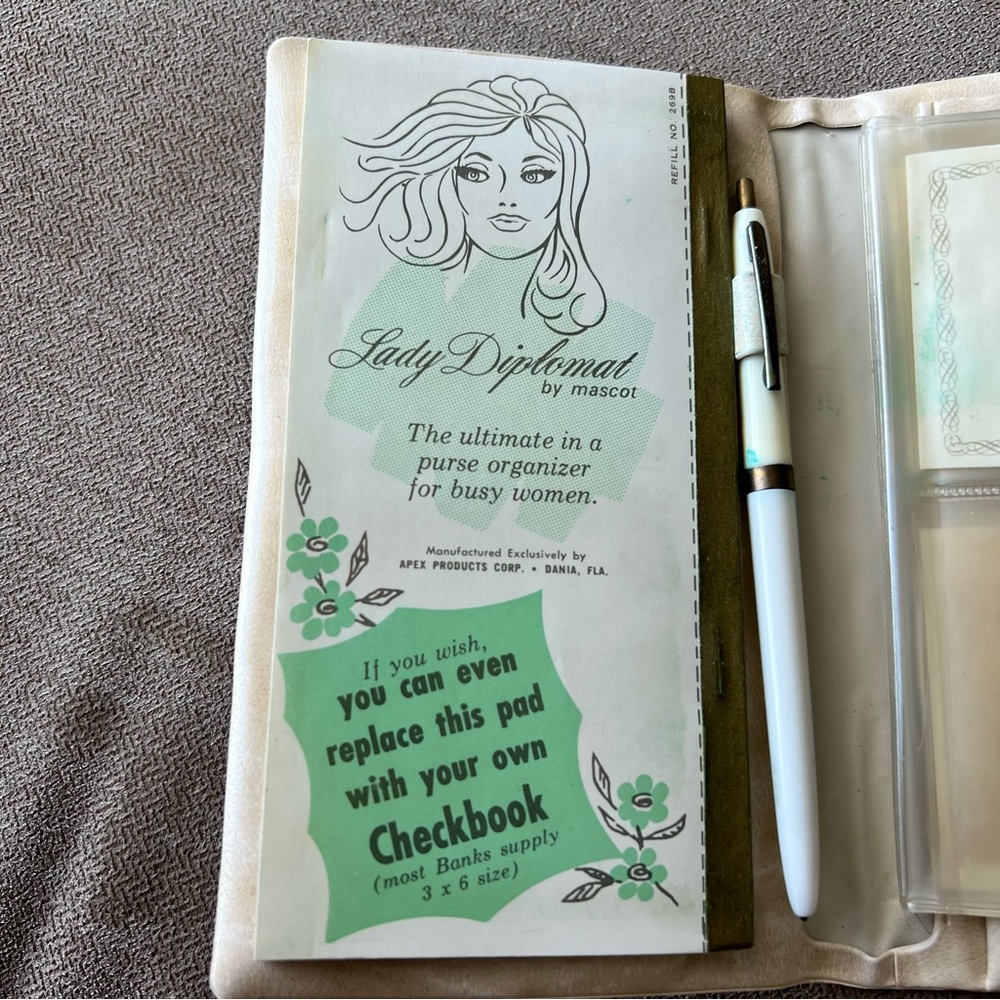 REFILL NO. 269B
Lady Diplomat
by mascot
The ultimate in a
purse organizer
for busy women.
Manufactured Exclusively by
APEX PRODUCTS CORP. • DANIA, FLA.
If you wish,
you can even
replace this pad
with your own
Checkbook
(most Banks supply
3 x 6 size)